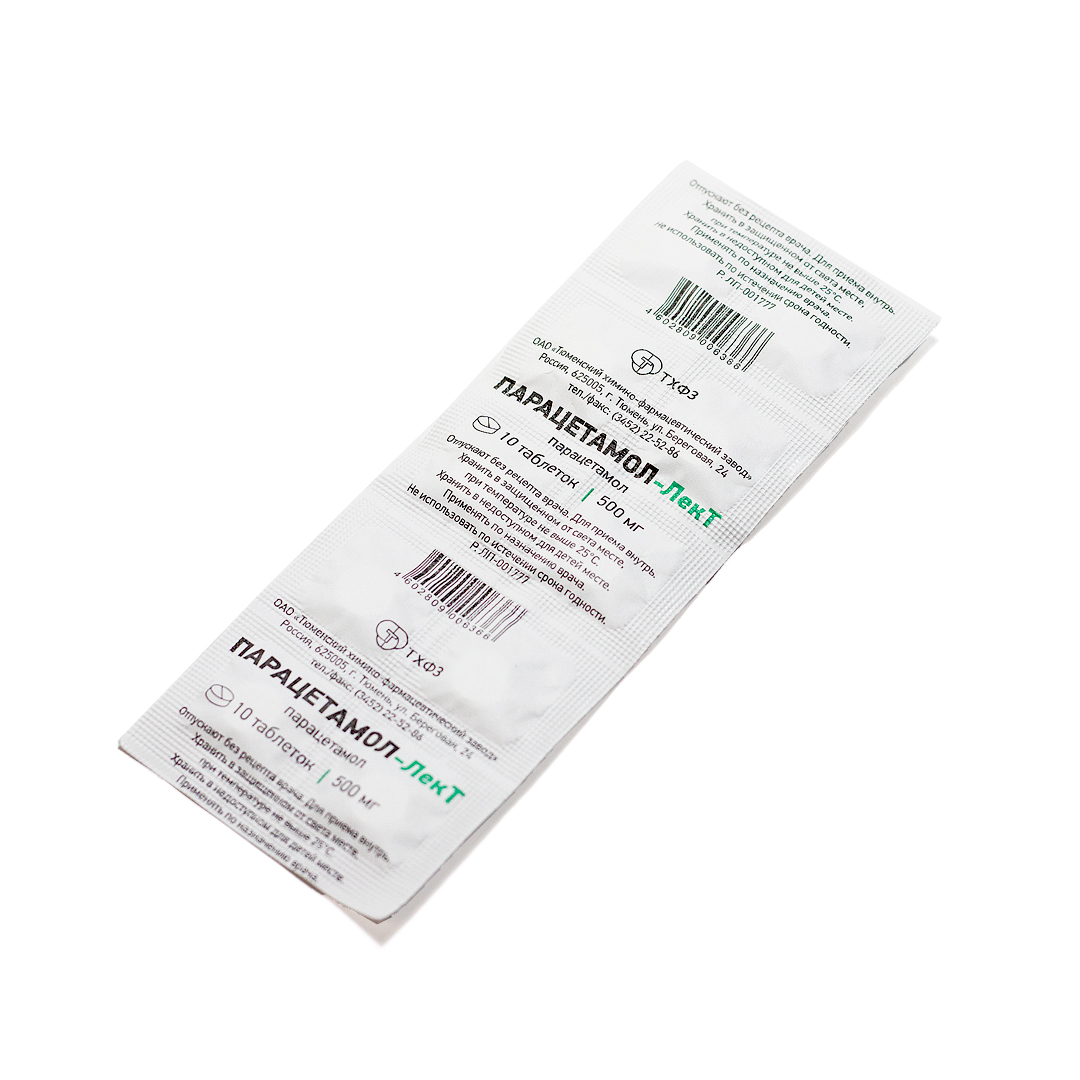 Отпускают без рецепта врача. Для приема внутрь.
Хранить в защищенном от света месте,
при температуре не выше 25°С.
Хранить в недоступном для детей месте.
Применять по назначению врача.
не использовать по истечении срока годности.
Р. ЛП-001777
4 602809 006366
ТХФЗ
ОАО «Тюменский химико-фармацевтический завод»
Россия, 625005, г. Тюмень, ул. Береговая, 24
тел./факс: (3452) 22-52-86
ПАРАЦЕТАМОЛ-ЛекТ
парацетамол
10 таблеток | 500 мг
Отпускают без рецепта врача. Для приема внутрь.
Хранить в защищенном от света месте,
при температуре не выше 25°С.
Хранить в недоступном для детей месте.
Применять по назначению врача.
Не использовать по истечении срока годности.
Р. ЛП-001777
4 602809 006366
ТХФЗ
ОАО «Тюменский химико-фармацевтический завод»
Россия, 625005, г. Тюмень, ул. Береговая, 24
тел./факс: (3452) 22-52-86
ПАРАЦЕТАМОЛ-ЛекТ
парацетамол
10 таблеток | 500 мг
Отпускают без рецепта врача. Для приема внутрь.
Хранить в защищенном от света месте,
при температуре не выше 25°С.
Хранить в недоступном для детей месте.
Применять по назначению врача.